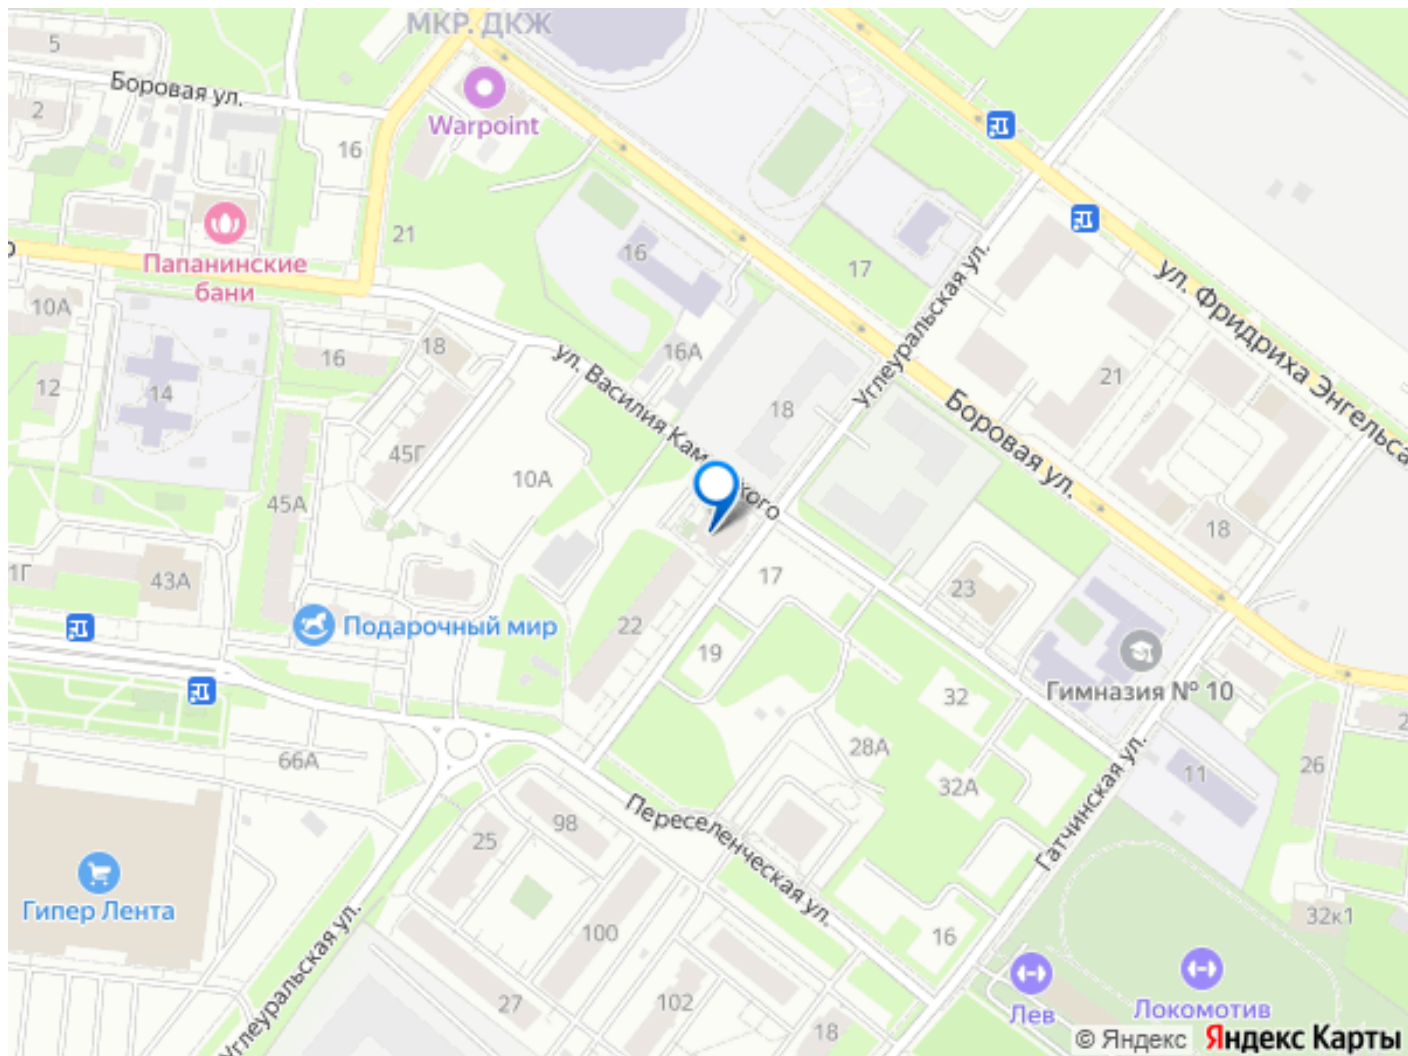 МКР. ДКЖ
5
Боровая ул.
2
16
Warpoint
21
Папанинские
бани
16
17
ул. Фридриха Энгельса
Углеуральская ул.
10А
12
14
16
18
16А
18
21
ул. Василия Кам
кого
Боровая ул.
45Г
10А
45А
18
1Г
43А
17
23
Подарочный мир
22
19
Гимназия № 10
32
28А
66А
32А
11
26
2
Гатчинская ул.
Переселенческая ул.
25
98
Гипер Лента
100
16
32к1
Углеуральская ул.
27
102
18
Лев
Локомотив
© Яндекс Яндекс Карты